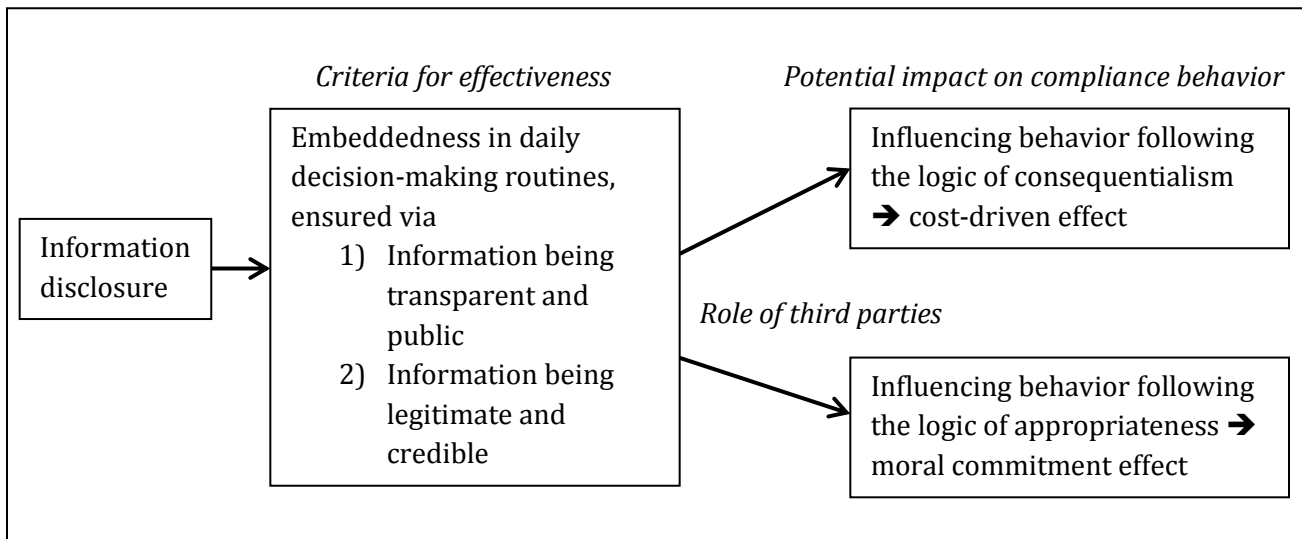 Criteria for effectiveness
Potential impact on compliance behavior
Information
disclosure
Embeddedness in daily
decision-making routines,
ensured via
1) Information being
transparent and
public
2) Information being
legitimate and
credible
Influencing behavior following
the logic of consequentialism
➔ cost-driven effect
Role of third parties
Influencing behavior following
the logic of appropriateness ➔
moral commitment effect